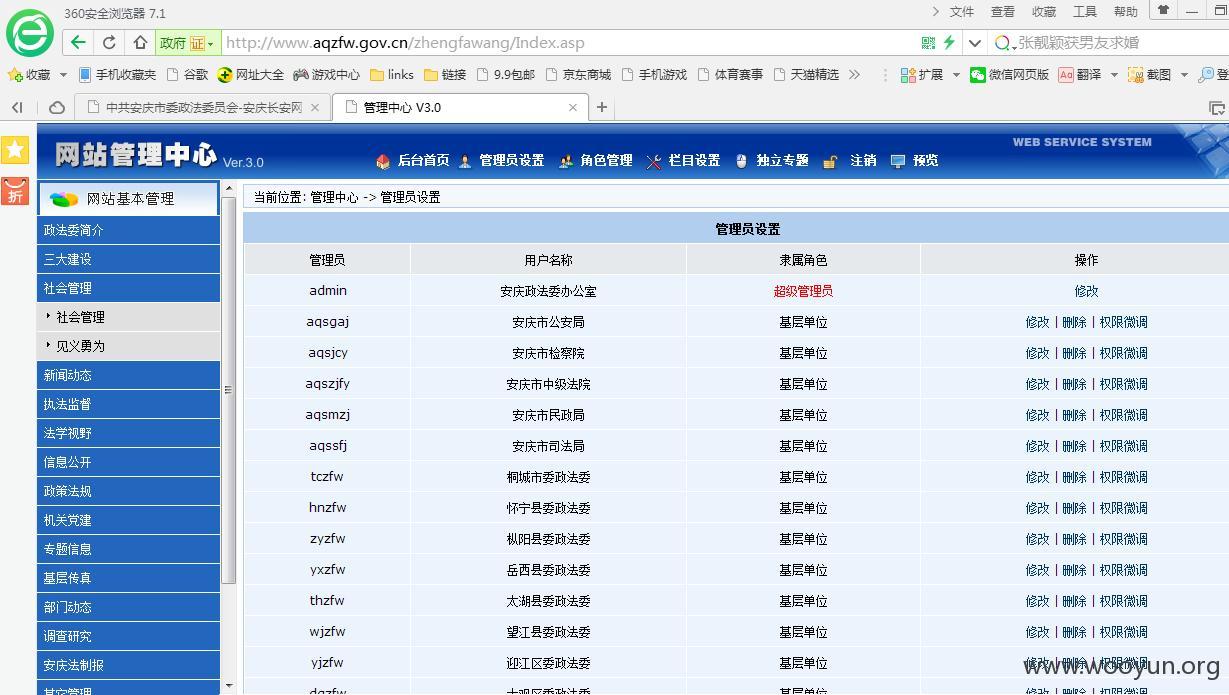 360安全浏览器 7.1 文件 查看 收藏 工具 帮助
政府 证 http://www.aqzfw.gov.cn/zhengfawang/Index.asp 张靓颖获男友求婚
收藏 手机收藏夹 谷歌 网址大全 游戏中心 links 链接 9.9包邮 京东商城 手机游戏 体育赛事 天猫精选 扩展 微信网页版 Aa 翻译 截图 登
中共安庆市委政法委员会-安庆长安网 管理中心 V3.0
折
网站管理中心 Ver.3.0 后台首页 管理员设置 角色管理 栏目设置 独立专题 注销 预览 WEB SERVICE SYSTEM
网站基本管理
政法委简介
三大建设
社会管理
社会管理
见义勇为
新闻动态
执法监督
法学视野
信息公开
政策法规
机关党建
专题信息
基层传真
部门动态
调查研究
安庆法制报
其它管理
当前位置: 管理中心 -> 管理员设置
管理员设置
管理员 用户名称 隶属角色 操作
admin 安庆政法委办公室 超级管理员 修改
aqsgaj 安庆市公安局 基层单位 修改 | 删除 | 权限微调
aqsjcy 安庆市检察院 基层单位 修改 | 删除 | 权限微调
aqszjfy 安庆市中级法院 基层单位 修改 | 删除 | 权限微调
aqsmzj 安庆市民政局 基层单位 修改 | 删除 | 权限微调
aqssfj 安庆市司法局 基层单位 修改 | 删除 | 权限微调
tczfw 桐城市委政法委 基层单位 修改 | 删除 | 权限微调
hnzfw 怀宁县委政法委 基层单位 修改 | 删除 | 权限微调
zyzfw 枞阳县委政法委 基层单位 修改 | 删除 | 权限微调
yxzfw 岳西县委政法委 基层单位 修改 | 删除 | 权限微调
thzfw 太湖县委政法委 基层单位 修改 | 删除 | 权限微调
wjzfw 望江县委政法委 基层单位 修改 | 删除 | 权限微调
yjzfw 迎江区委政法委 基层单位 修改 | 删除 | 权限微调
dqzfw 大观区委政法委 基层单位 修改 | 删除 | 权限微调
www.wooyun.org